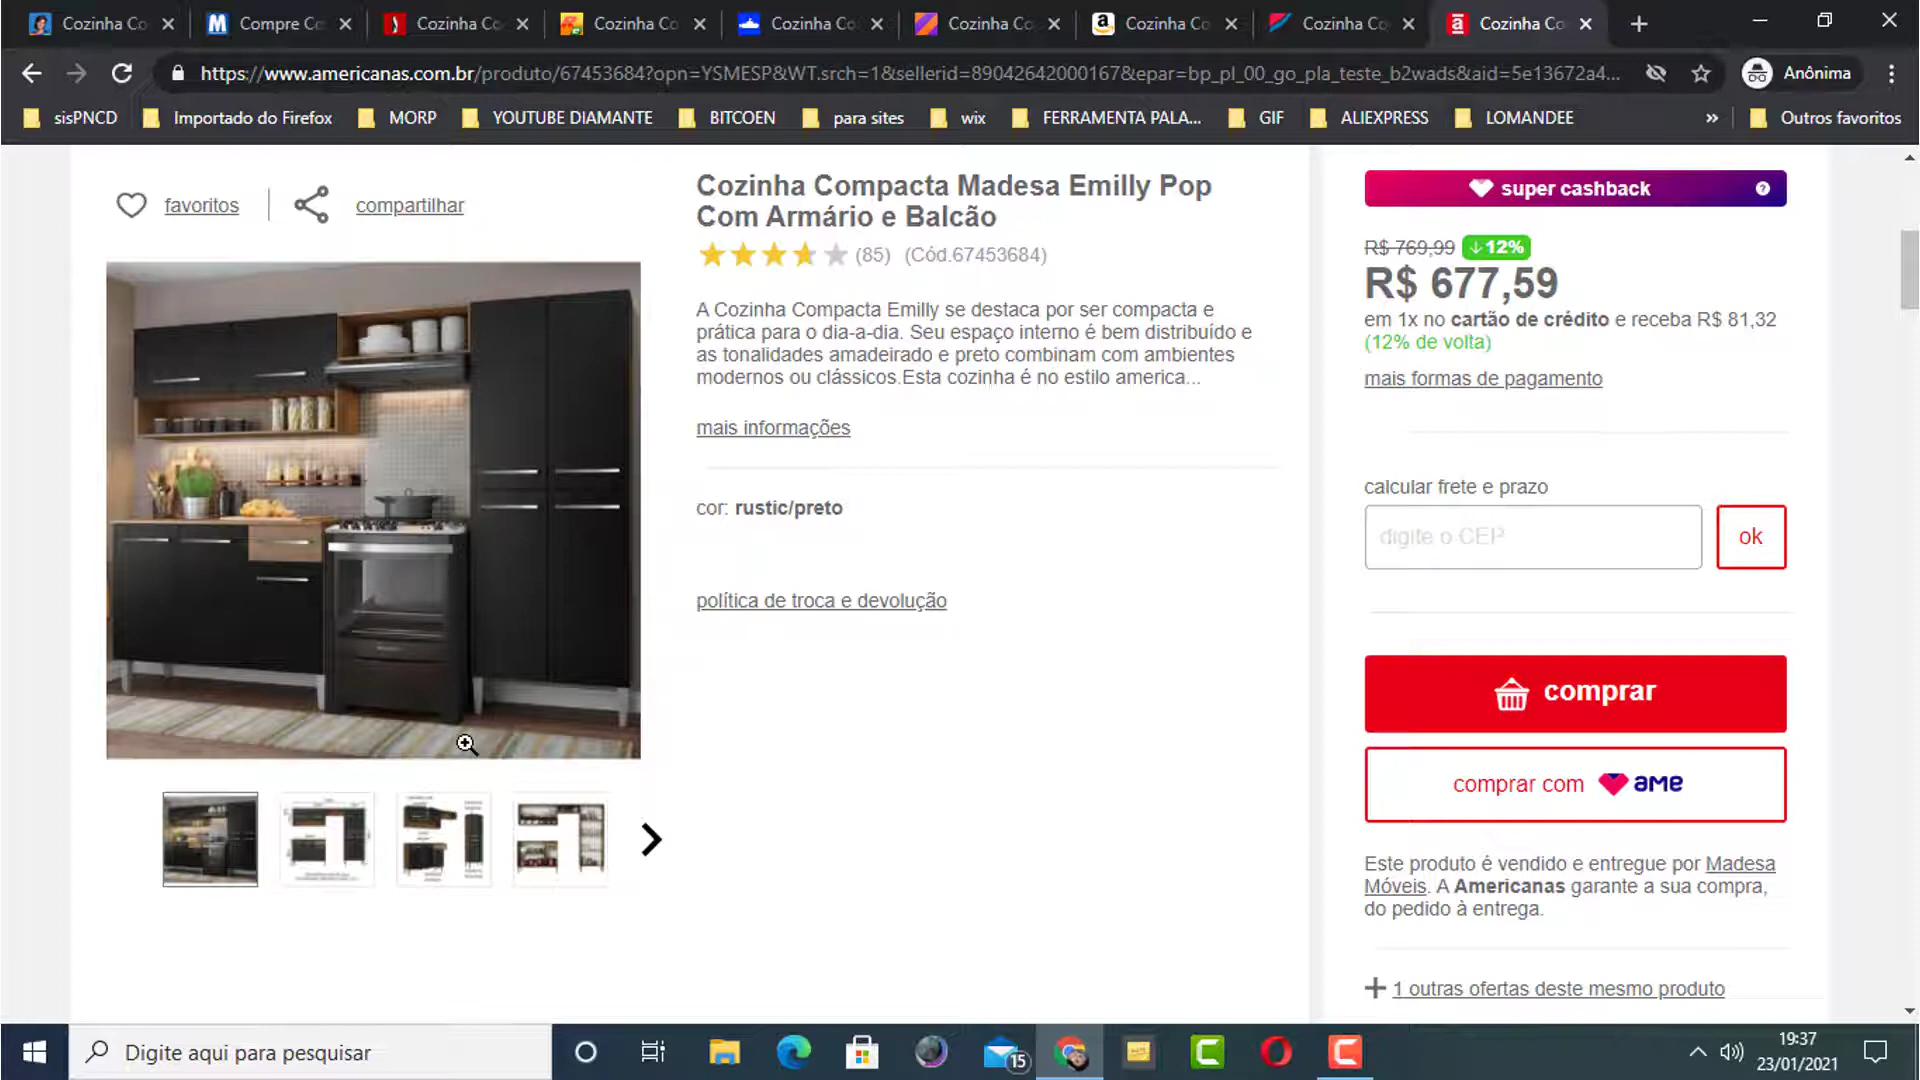 Cozinha Co
Compre Co
Cozinha Co
Cozinha Co
Cozinha Co
Cozinha Co
Cozinha Co
Cozinha Co
Cozinha Co
https://www.americanas.com.br/produto/67453684?opn=YSMESP&WT.srch=1&sellerid=89042642000167&epar=bp_pl_00_go_pla_teste_b2wads&aid=5e13672a4...
Anônima
sisPNCD
Importado do Firefox
MORP
YOUTUBE DIAMANTE
BITCOEN
para sites
wix
FERRAMENTA PALA...
GIF
ALIEXPRESS
LOMANDEE
»
Outros favoritos
favoritos
compartilhar
Cozinha Compacta Madesa Emilly Pop
Com Armário e Balcão
(85) (Cód.67453684)
A Cozinha Compacta Emilly se destaca por ser compacta e
prática para o dia-a-dia. Seu espaço interno é bem distribuído e
as tonalidades amadeirado e preto combinam com ambientes
modernos ou clássicos.Esta cozinha é no estilo america...
mais informações
cor: rustic/preto
política de troca e devolução
super cashback ?
R$ 769,99 ↓12%
R$ 677,59
em 1x no cartão de crédito e receba R$ 81,32
(12% de volta)
mais formas de pagamento
calcular frete e prazo
digite o CEP
ok
comprar
comprar com ame
Este produto é vendido e entregue por Madesa
Móveis. A Americanas garante a sua compra,
do pedido à entrega.
+ 1 outras ofertas deste mesmo produto
Digite aqui para pesquisar
15
19:37
23/01/2021